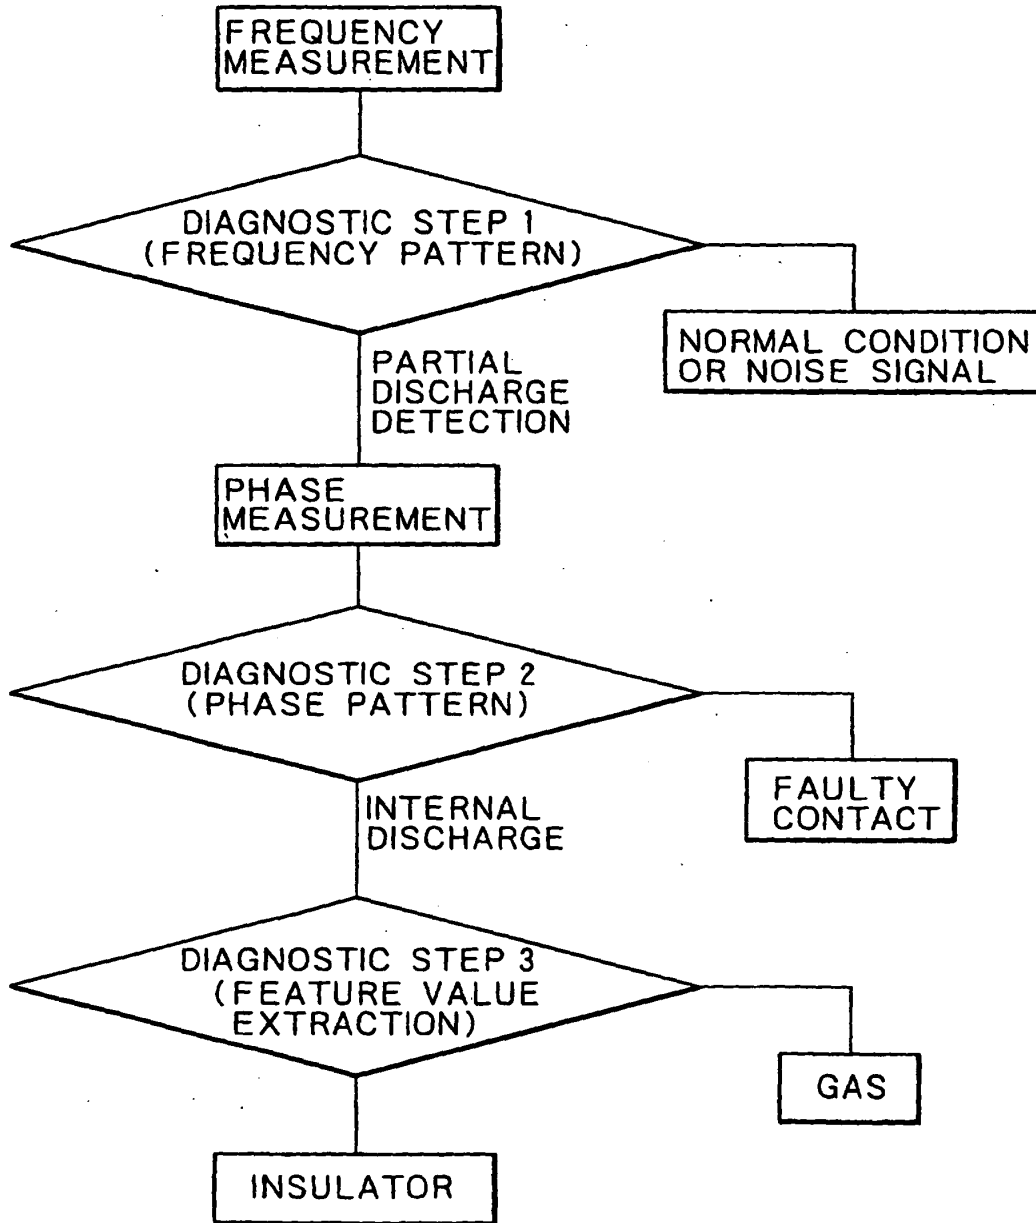 FREQUENCY
MEASUREMENT
DIAGNOSTIC STEP 1
(FREQUENCY PATTERN)
NORMAL CONDITION
OR NOISE SIGNAL
PARTIAL
DISCHARGE
DETECTION
PHASE
MEASUREMENT
DIAGNOSTIC STEP 2
(PHASE PATTERN)
FAULTY
CONTACT
INTERNAL
DISCHARGE
DIAGNOSTIC STEP 3
(FEATURE VALUE
EXTRACTION)
GAS
INSULATOR